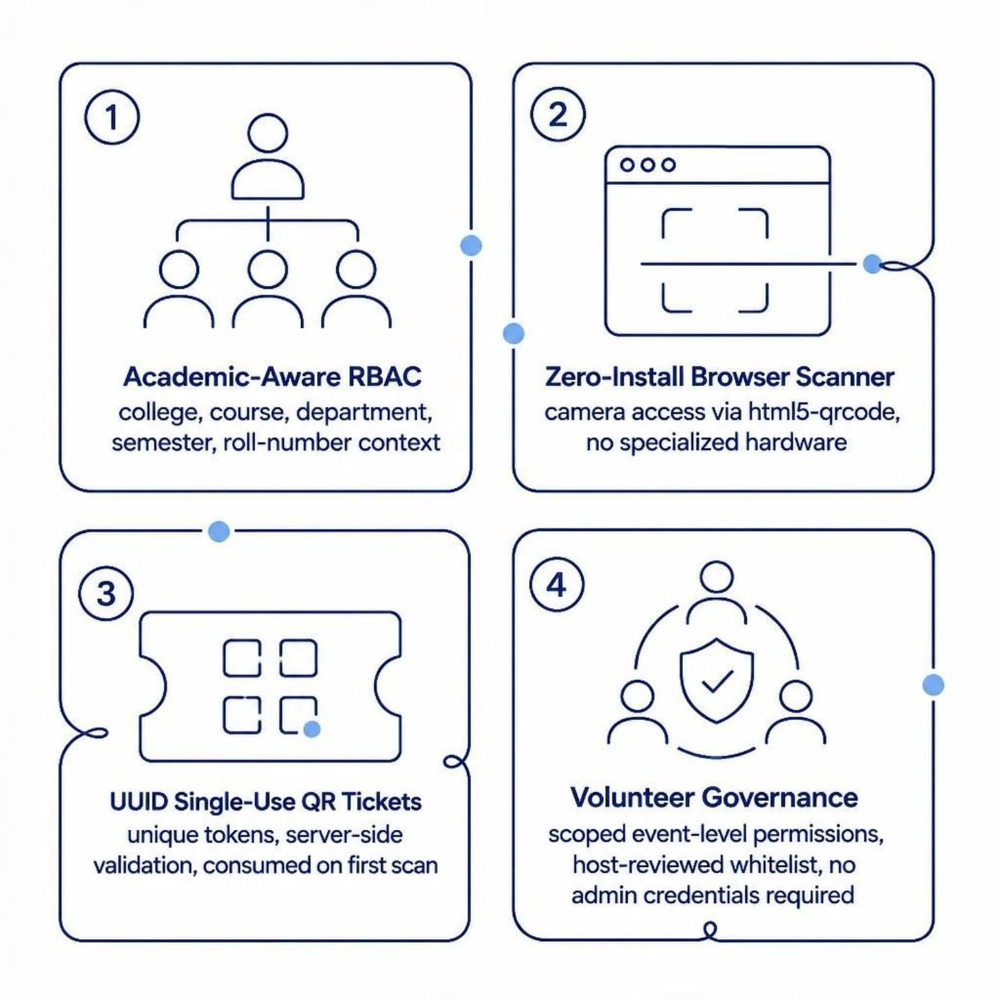 1
Academic-Aware RBAC
college, course, department,
semester, roll-number context
2
Zero-Install Browser Scanner
camera access via html5-qrcode,
no specialized hardware
3
UUID Single-Use QR Tickets
unique tokens, server-side
validation, consumed on first scan
4
Volunteer Governance
scoped event-level permissions,
host-reviewed whitelist, no
admin credentials required